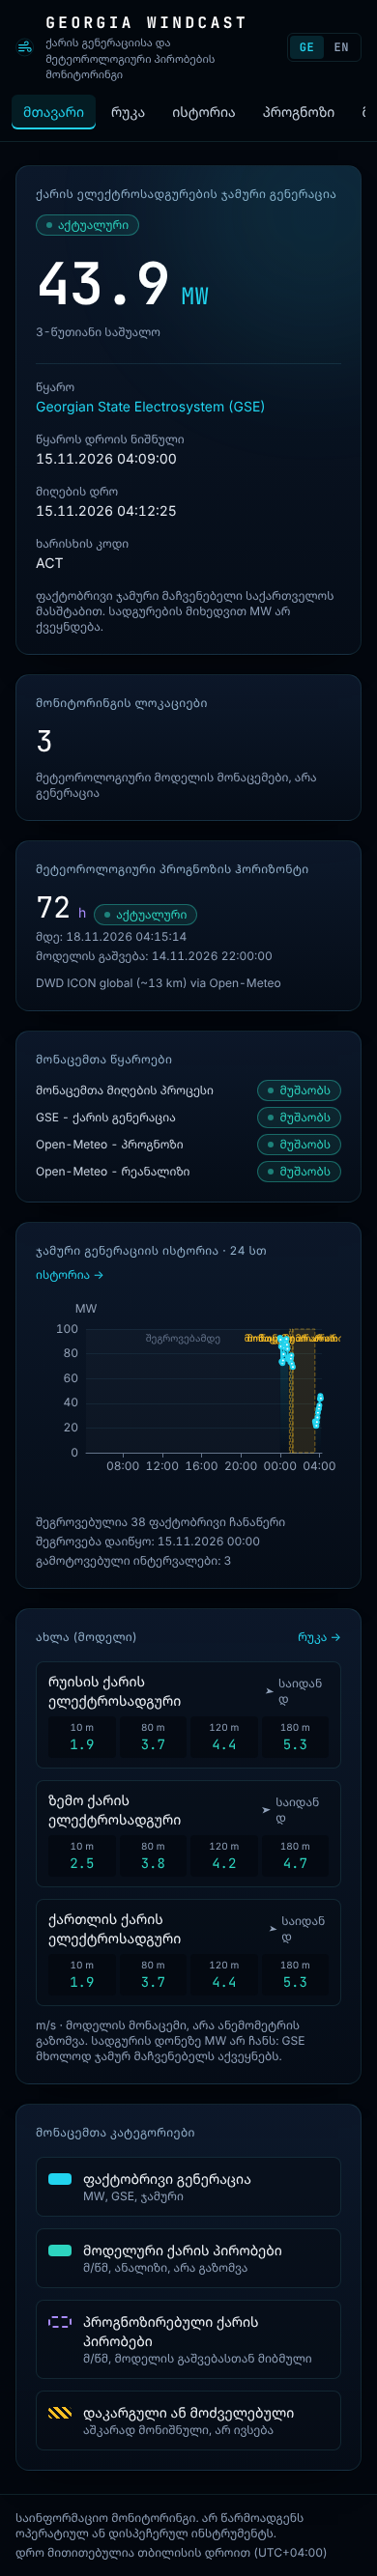 GEORGIA WINDCAST
ქარის გენერაციისა და
მეტეოროლოგიური პირობების
მონიტორინგი
GE EN
მთავარი რუკა ისტორია პროგნოზი
ქარის ელექტროსადგურების ჯამური გენერაცია
აქტუალური
43.9 MW
3-წუთიანი საშუალო
წყარო
Georgian State Electrosystem (GSE)
წყაროს დროის ნიშნული
15.11.2026 04:09:00
მიღების დრო
15.11.2026 04:12:25
ხარისხის კოდი
ACT
ფაქტობრივი ჯამური მაჩვენებელი საქართველოს
მასშტაბით. სადგურების მიხედვით MW არ
ქვეყნდება.
მონიტორინგის ლოკაციები
3
მეტეოროლოგიური მოდელის მონაცემები, არა
გენერაცია
მეტეოროლოგიური პროგნოზის ჰორიზონტი
72 h აქტუალური
მდე: 18.11.2026 04:15:14
მოდელის გაშვება: 14.11.2026 22:00:00
DWD ICON global (~13 km) via Open-Meteo
მონაცემთა წყაროები
მონაცემთა მიღების პროცესი მუშაობს
GSE - ქარის გენერაცია მუშაობს
Open-Meteo - პროგნოზი მუშაობს
Open-Meteo - რეანალიზი მუშაობს
ჯამური გენერაციის ისტორია · 24 სთ
ისტორია →
MW
100
შეგროვებამდე
80
60
40
20
0
08:00 12:00 16:00 20:00 00:00 04:00
შეგროვებულია 38 ფაქტობრივი ჩანაწერი
შეგროვება დაიწყო: 15.11.2026 00:00
გამოტოვებული ინტერვალები: 3
ახლა (მოდელი) რუკა →
რუისის ქარის
ელექტროსადგური
➤ საიდან
დ
10 m 80 m 120 m 180 m
1.9 3.7 4.4 5.3
ზემო ქარის
ელექტროსადგური
➤ საიდან
დ
10 m 80 m 120 m 180 m
2.5 3.8 4.2 4.7
ქართლის ქარის
ელექტროსადგური
➤ საიდან
დ
10 m 80 m 120 m 180 m
1.9 3.7 4.4 5.3
m/s · მოდელის მონაცემი, არა ანემომეტრის
გაზომვა. სადგურის დონეზე MW არ ჩანს: GSE
მხოლოდ ჯამურ მაჩვენებელს აქვეყნებს.
მონაცემთა კატეგორიები
ფაქტობრივი გენერაცია
MW, GSE, ჯამური
მოდელური ქარის პირობები
მ/წმ, ანალიზი, არა გაზომვა
პროგნოზირებული ქარის
პირობები
მ/წმ, მოდელის გაშვებასთან მიბმული
დაკარგული ან მოძველებული
აშკარად მონიშნული, არ ივსება
საინფორმაციო მონიტორინგი. არ წარმოადგენს
ოპერატიულ ან დისპეჩერულ ინსტრუმენტს.
დრო მითითებულია თბილისის დროით (UTC+04:00)